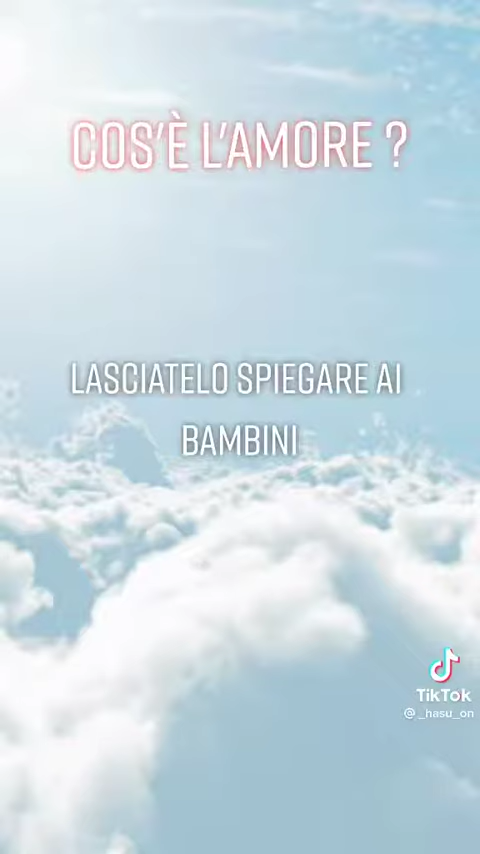 COS'È L'AMORE ?
LASCIATELO SPIEGARE AI
BAMBINI
TikTok
@_hasu_on